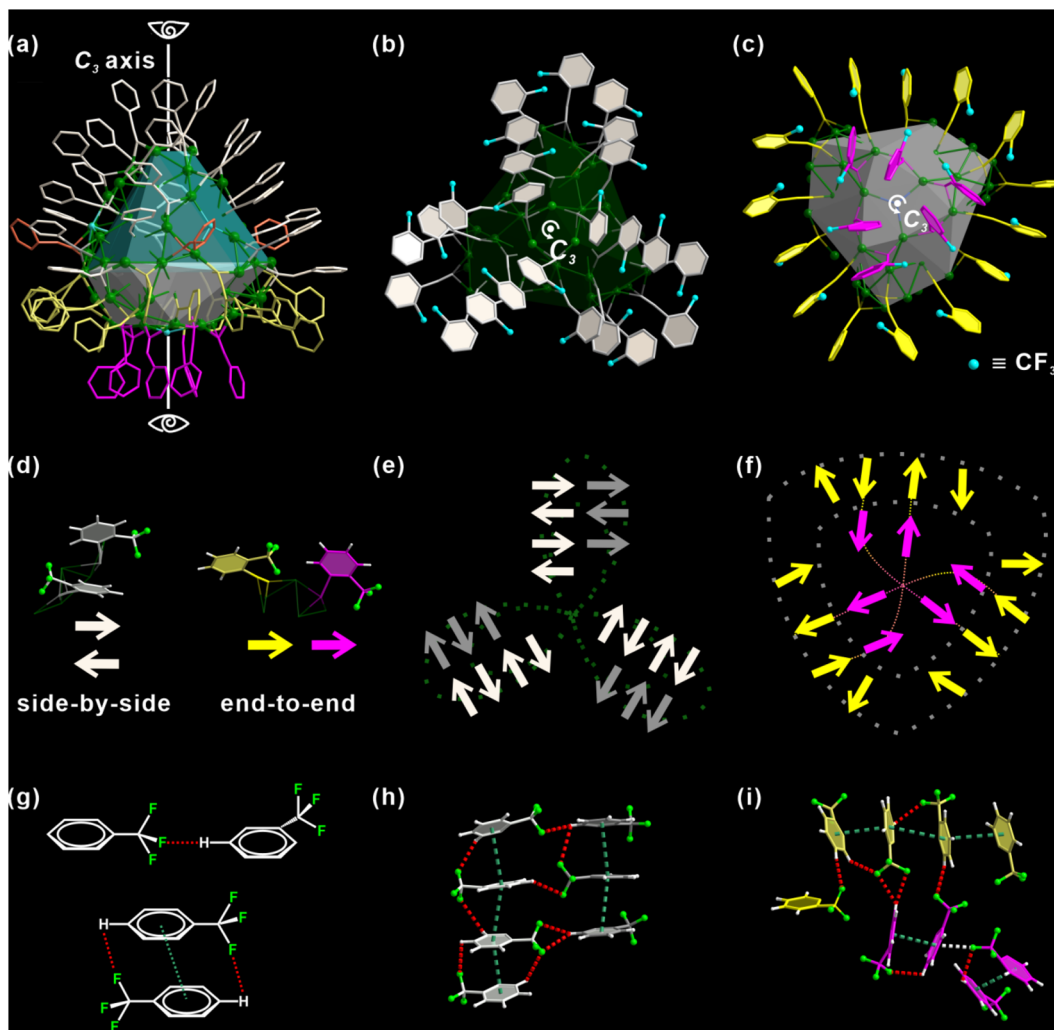 (a)
C₃ axis
(b)
C₃
(c)
C₃
≡ CF₃
(d)
side-by-side
end-to-end
(e)
(f)
(g)
F
F
F
H
F
F
F
H
F
F
F
F
F
F
H
(h)
(i)